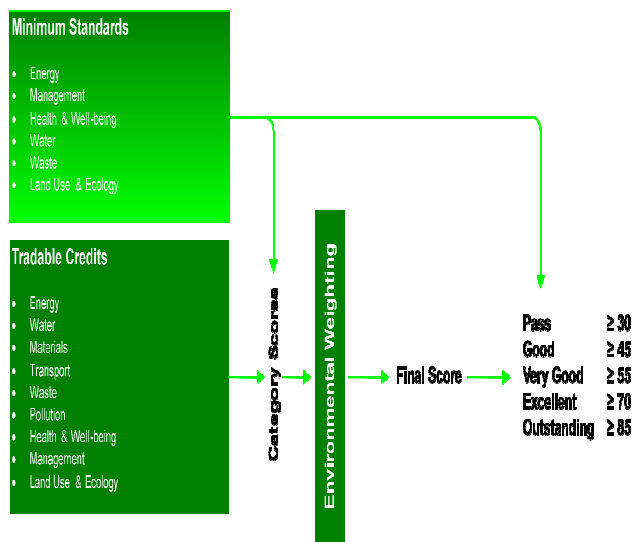 Minimum Standards
• Energy
• Management
• Health & Well-being
• Water
• Waste
• Land Use & Ecology
Tradable Credits
• Energy
• Water
• Materials
• Transport
• Waste
• Pollution
• Health & Well-being
• Management
• Land Use & Ecology
Category Scores
Environmental Weighting
Final Score
Pass ≥ 30
Good ≥ 45
Very Good ≥ 55
Excellent ≥ 70
Outstanding ≥ 85